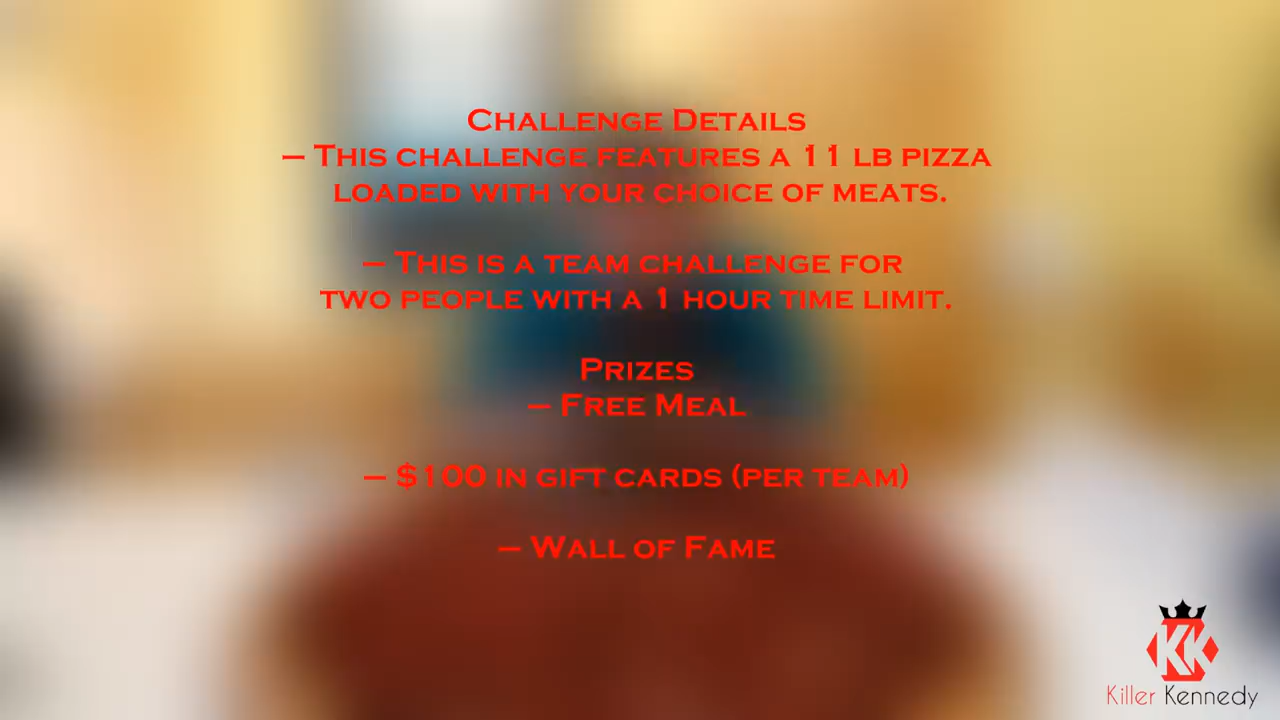 Challenge Details
– This challenge features a 11 lb pizza
loaded with your choice of meats.
– This is a team challenge for
two people with a 1 hour time limit.
Prizes
– Free Meal
– $100 in gift cards (per team)
– Wall of Fame
KK
Killer Kennedy